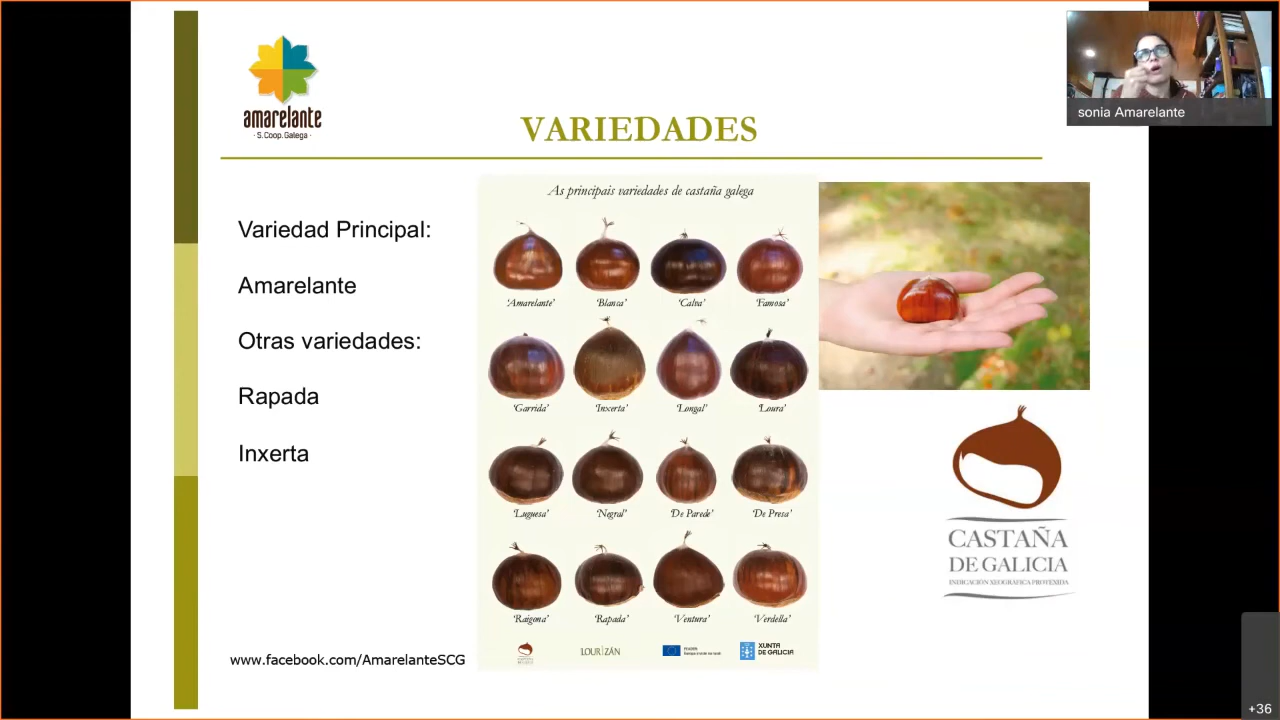 amarelante
· S.Coop.Galega ·
VARIEDADES
sonia Amarelante
Variedad Principal:
Amarelante
Otras variedades:
Rapada
Inxerta
As principais variedades de castaña galega
'Amarelante' 'Blanca' 'Calva' 'Famosa'
'Garrida' 'Inxerta' 'Longal' 'Loura'
'Luguesa' 'Negral' 'De Parede' 'De Presa'
'Raigona' 'Rapada' 'Ventura' 'Verdella'
LOURIZÁN
XUNTA
DE GALICIA
CASTAÑA
DE GALICIA
INDICACIÓN XEOGRÁFICA PROTEXIDA
www.facebook.com/AmarelanteSCG
+36